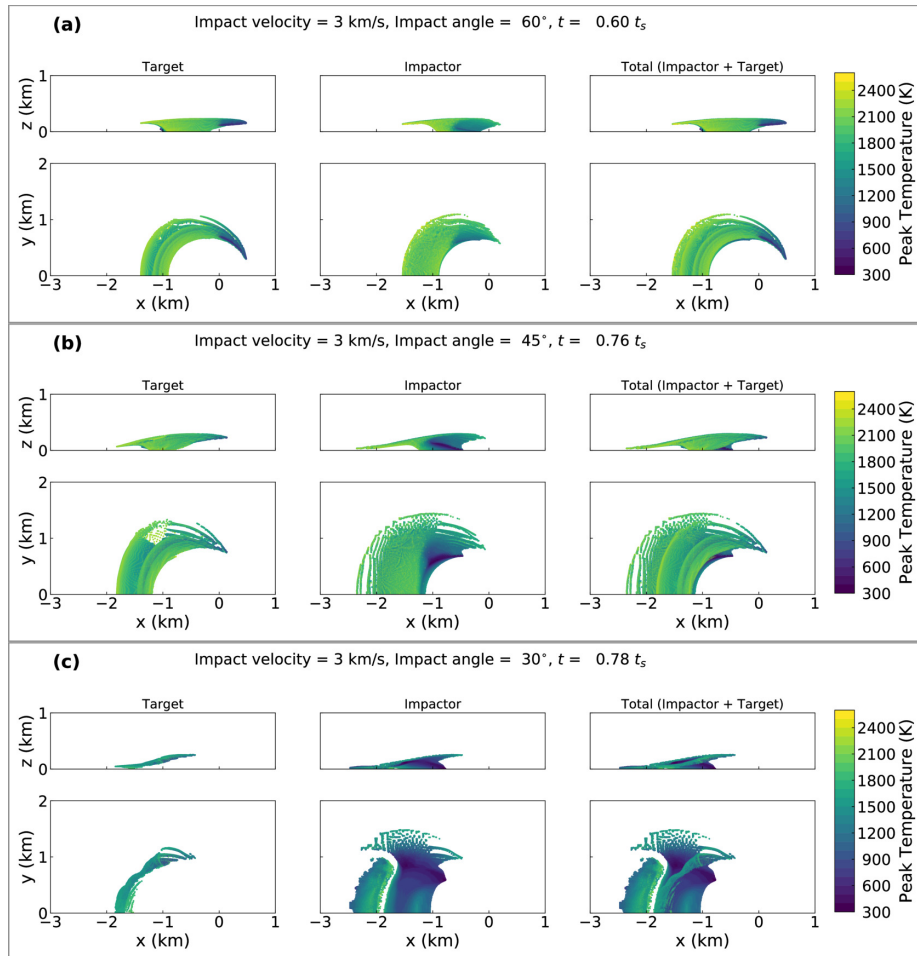 (a) Impact velocity = 3 km/s, Impact angle = 60°, t = 0.60 t_s
Target Impactor Total (Impactor + Target)
z (km)
1
0
y (km)
2
1
0
−3 −2 −1 0 1 −3 −2 −1 0 1 −3 −2 −1 0 1
x (km) x (km) x (km)
2400
2100
1800
1500
1200
900
600
300
Peak Temperature (K)
(b) Impact velocity = 3 km/s, Impact angle = 45°, t = 0.76 t_s
Target Impactor Total (Impactor + Target)
z (km)
1
0
y (km)
2
1
0
−3 −2 −1 0 1 −3 −2 −1 0 1 −3 −2 −1 0 1
x (km) x (km) x (km)
2400
2100
1800
1500
1200
900
600
300
Peak Temperature (K)
(c) Impact velocity = 3 km/s, Impact angle = 30°, t = 0.78 t_s
Target Impactor Total (Impactor + Target)
z (km)
1
0
y (km)
2
1
0
−3 −2 −1 0 1 −3 −2 −1 0 1 −3 −2 −1 0 1
x (km) x (km) x (km)
2400
2100
1800
1500
1200
900
600
300
Peak Temperature (K)